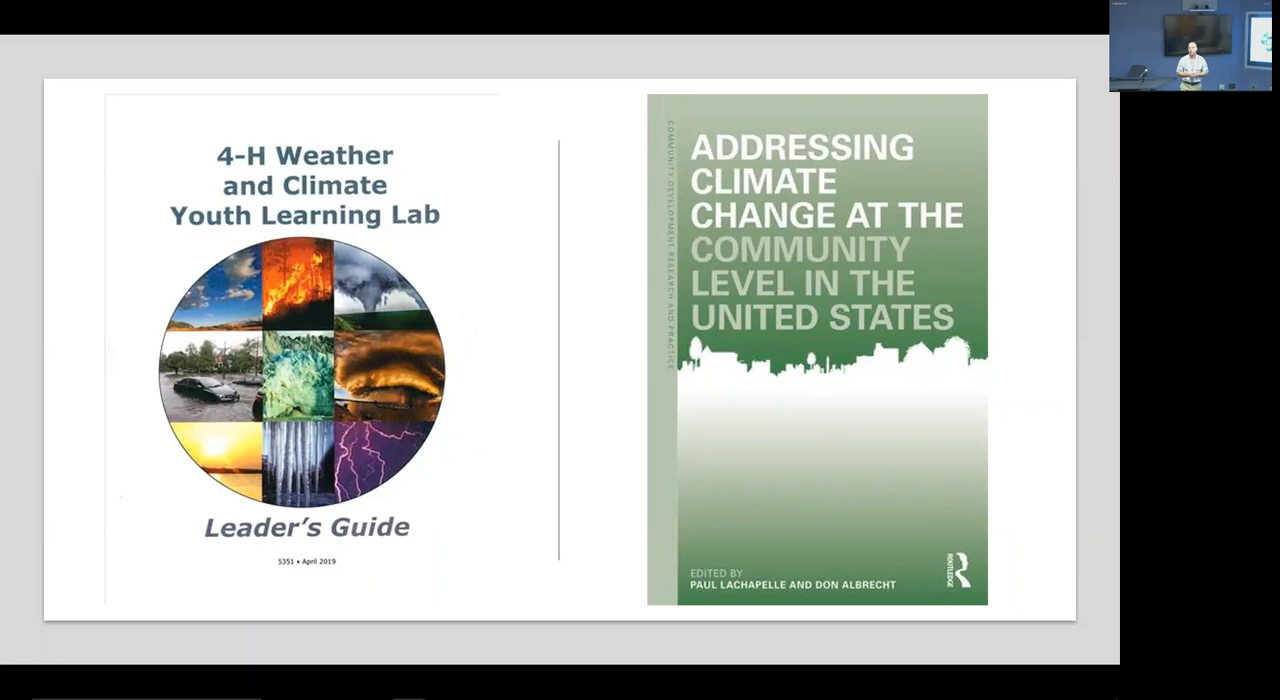 4-H Weather
and Climate
Youth Learning Lab
Leader's Guide
5351 • April 2019
COMMUNITY DEVELOPMENT RESEARCH AND PRACTICE
ADDRESSING
CLIMATE
CHANGE AT THE
COMMUNITY
LEVEL IN THE
UNITED STATES
EDITED BY
PAUL LACHAPELLE AND DON ALBRECHT
ROUTLEDGE